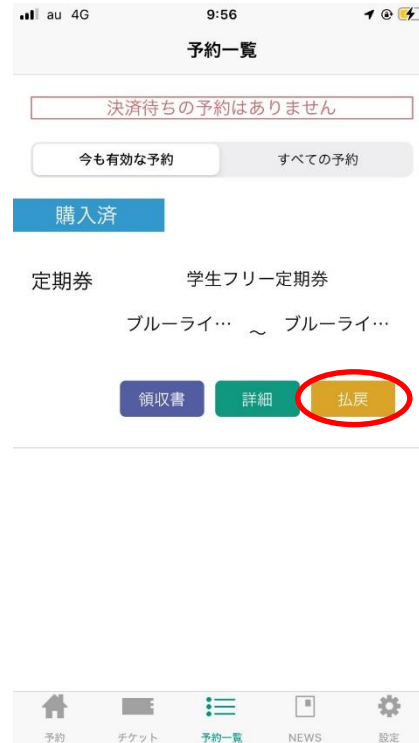 au 4G 9:56
予約一覧
決済待ちの予約はありません
今も有効な予約 すべての予約
購入済
定期券 学生フリー定期券
ブルーライ… ~ ブルーライ…
領収書 詳細 払戻
予約 チケット 予約一覧 NEWS 設定